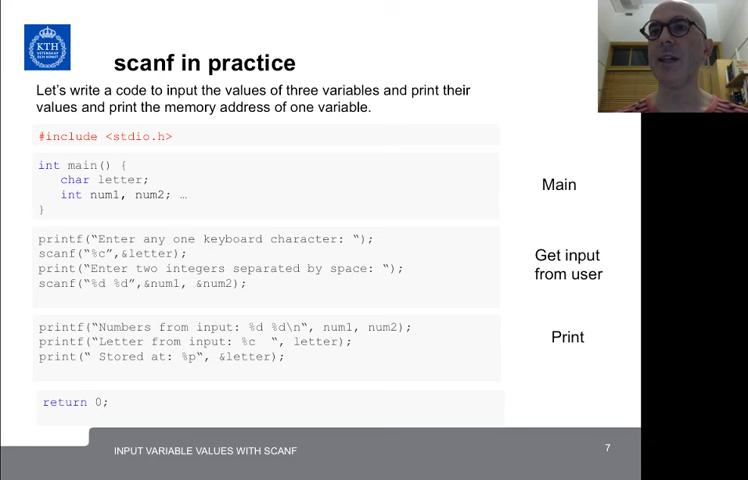 KTH
VETENSKAP
OCH KONST
scanf in practice
Let's write a code to input the values of three variables and print their
values and print the memory address of one variable.
#include <stdio.h>
int main() {
char letter;
int num1, num2; …
}
Main
printf(“Enter any one keyboard character: “);
scanf(“%c”,&letter);
print(“Enter two integers separated by space: “);
scanf(“%d %d”,&num1, &num2);
Get input
from user
printf(“Numbers from input: %d %d\n“, num1, num2);
printf(“Letter from input: %c “, letter);
print(“ Stored at: %p“, &letter);
Print
return 0;
INPUT VARIABLE VALUES WITH SCANF
7